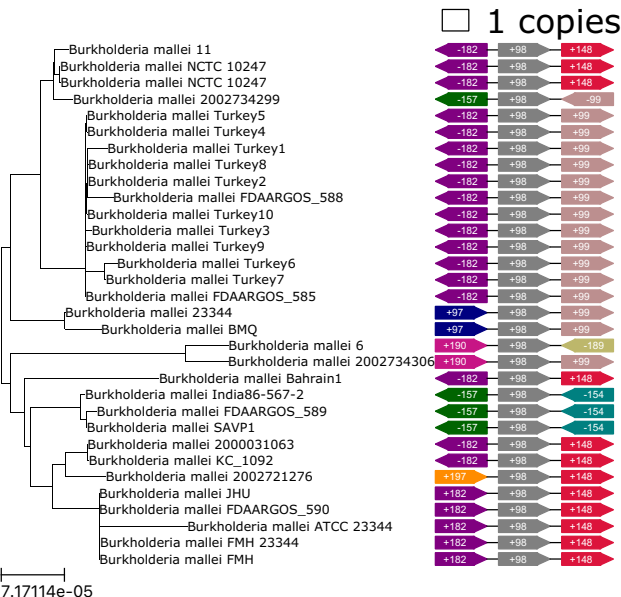 1 copies
Burkholderia mallei 11 -182 +98 +148
Burkholderia mallei NCTC 10247 -182 +98 +148
Burkholderia mallei NCTC 10247 -182 +98 +148
Burkholderia mallei 2002734299 -157 +98 -99
Burkholderia mallei Turkey5 -182 +98 +99
Burkholderia mallei Turkey4 -182 +98 +99
Burkholderia mallei Turkey1 -182 +98 +99
Burkholderia mallei Turkey8 -182 +98 +99
Burkholderia mallei Turkey2 -182 +98 +99
Burkholderia mallei FDAARGOS_588 -182 +98 +99
Burkholderia mallei Turkey10 -182 +98 +99
Burkholderia mallei Turkey3 -182 +98 +99
Burkholderia mallei Turkey9 -182 +98 +99
Burkholderia mallei Turkey6 -182 +98 +99
Burkholderia mallei Turkey7 -182 +98 +99
Burkholderia mallei FDAARGOS_585 -182 +98 +99
Burkholderia mallei 23344 +97 +98 +99
Burkholderia mallei BMQ +97 +98 +99
Burkholderia mallei 6 +190 +98 -189
Burkholderia mallei 2002734306 +190 +98 +99
Burkholderia mallei Bahrain1 -182 +98 +148
Burkholderia mallei India86-567-2 -157 +98 -154
Burkholderia mallei FDAARGOS_589 -157 +98 -154
Burkholderia mallei SAVP1 -157 +98 -154
Burkholderia mallei 2000031063 -182 +98 +148
Burkholderia mallei KC_1092 -182 +98 +148
Burkholderia mallei 2002721276 +197 +98 +148
Burkholderia mallei JHU +182 +98 +148
Burkholderia mallei FDAARGOS_590 +182 +98 +148
Burkholderia mallei ATCC 23344 +182 +98 +148
Burkholderia mallei FMH 23344 +182 +98 +148
Burkholderia mallei FMH +182 +98 +148
7.17114e-05